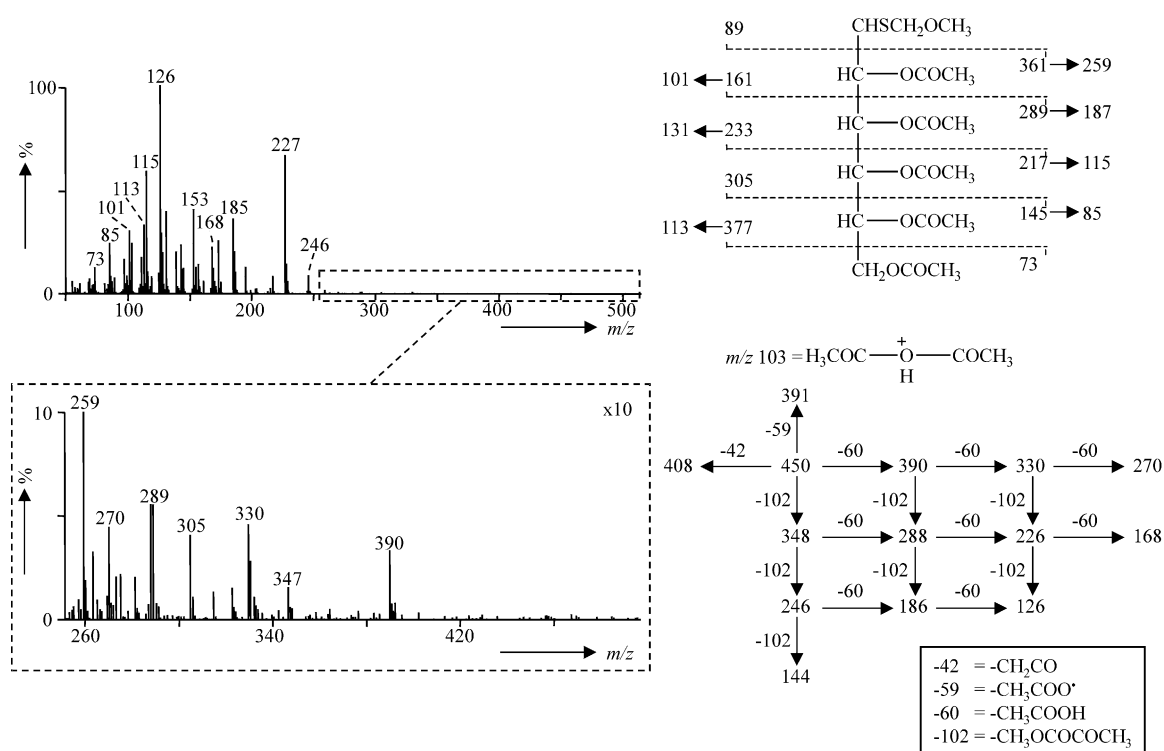 126
100
227
115
113
101
153
185
168
85
73
246
0
%
100
200
300
400
500
m/z
89
CHSCH2OCH3
361 259
101 161
HC OCOCH3
289 187
131 233
HC OCOCH3
217 115
305
HC OCOCH3
145 85
113 377
HC OCOCH3
73
CH2OCOCH3
+
m/z 103 = H3COC O COCH3
H
259
x10
10
289
270
305
330
347
390
%
0
260
340
420
m/z
391
-59
-42 -60 -60 -60
408 450 390 330 270
-102 -102 -102
-60 -60 -60
348 288 226 168
-102 -102 -102
-60 -60
246 186 126
-102
144
-42 = -CH2CO
-59 = -CH3COO•
-60 = -CH3COOH
-102 = -CH3OCOCOCH3